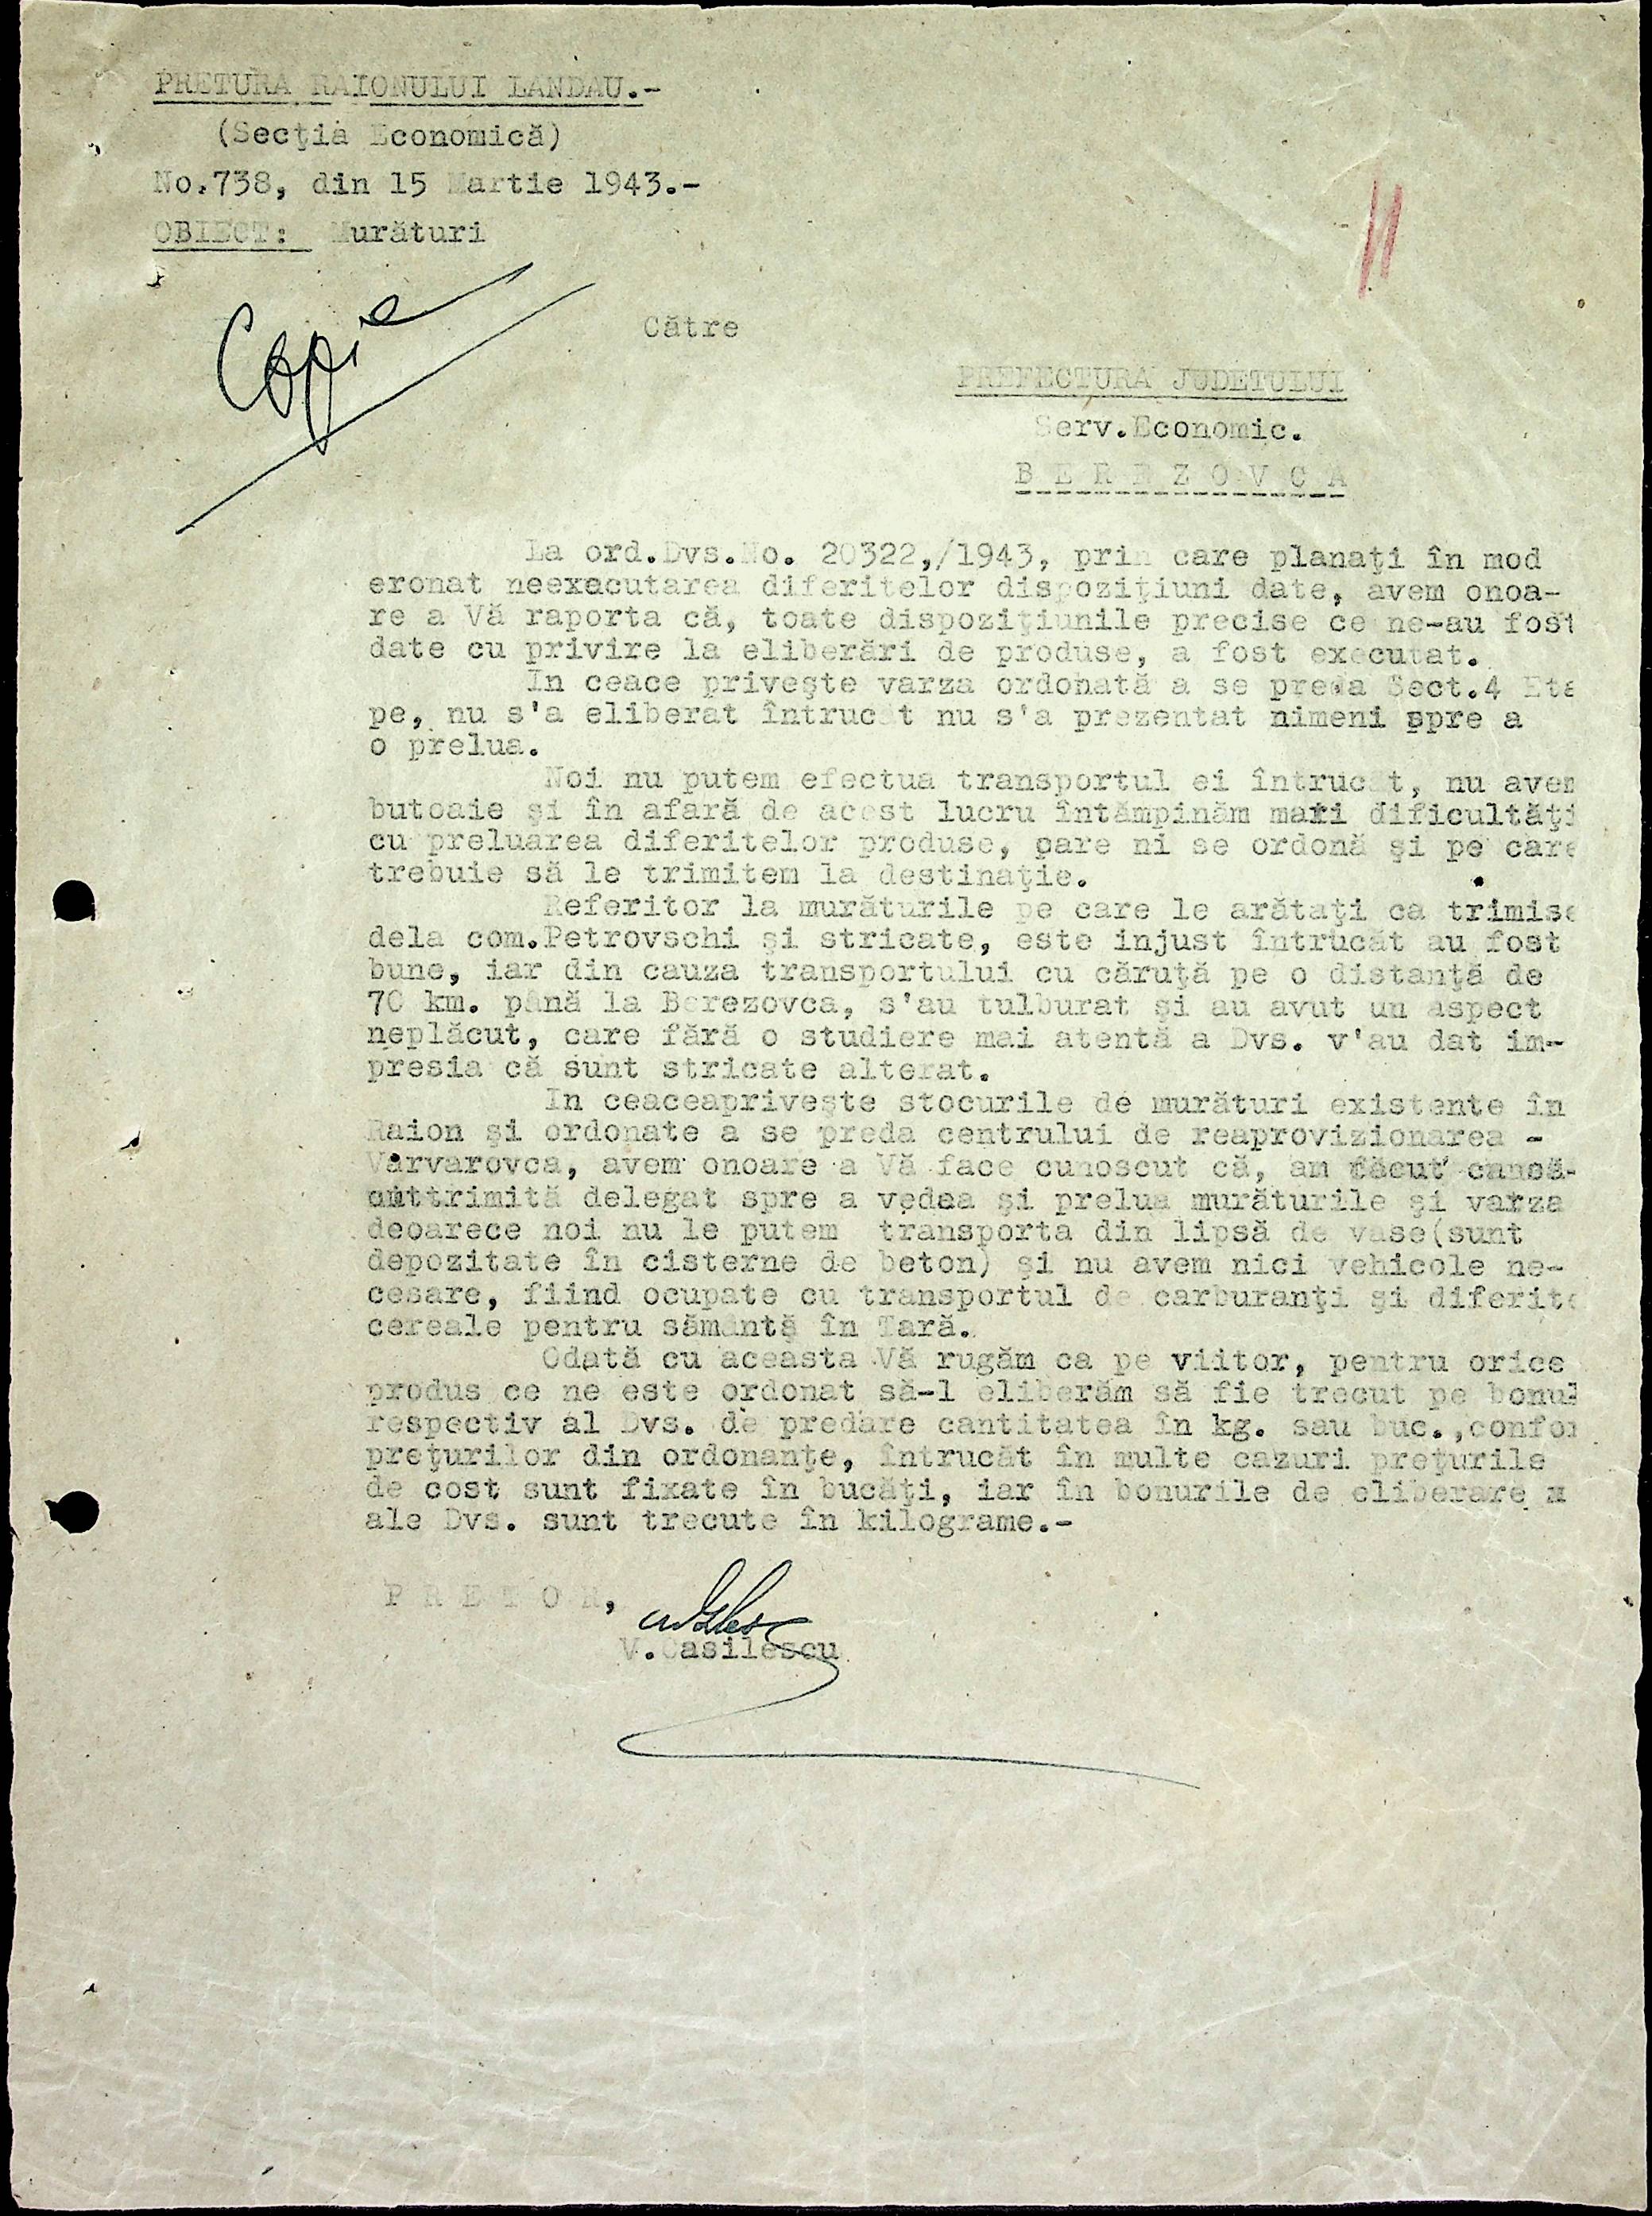 PRETURA RAIONULUI LANDAU.-
(Secţia Economică)
No.738, din 15 Martie 1943.-
OBIECT: Murături
Copie
Către
PREFECTURA JUDETULUI
Serv.Economic.
B E R E Z O V C A
La ord.Dvs.No. 20322,/1943, prin care planaţi în mod
eronat neexecutarea diferitelor dispoziţiuni date, avem onoa-
re a Vă raporta că, toate dispoziţiunile precise ce ne-au fost
date cu privire la eliberări de produse, a fost executat.
In ceace priveşte varza ordonată a se preda Sect.4 Eta
pe, nu s'a eliberat întrucât nu s'a prezentat nimeni spre a
o prelua.
Noi nu putem efectua transportul ei întrucât, nu avem
butoaie şi în afară de acest lucru întămpinăm mari dificultăţi
cu preluarea diferitelor produse, care ni se ordonă şi pe care
trebuie să le trimitem la destinaţie.
Referitor la murăturile pe care le arătaţi ca trimise
dela com.Petrovschi şi stricate, este injust întrucăt au fost
bune, iar din cauza transportului cu căruţă pe o distanţă de
70 km. până la Berezovca, s'au tulburat şi au avut un aspect
neplăcut, care fără o studiere mai atentă a Dvs. v'au dat im-
presia că sunt stricate alterat.
In ceaceapriveşte stocurile de murături existente în
Raion şi ordonate a se preda centrului de reaprovizionarea -
Varvarovca, avem onoare a Vă face cunoscut că, am făcut
trimită delegat spre a vedea şi prelua murăturile şi varza
deoarece noi nu le putem transporta din lipsă de vase(sunt
depozitate în cisterne de beton) şi nu avem nici vehicole ne-
cesare, fiind ocupate cu transportul de carburanţi şi diferite
cereale pentru sămânţă în Tară.
Odată cu aceasta Vă rugăm ca pe viitor, pentru orice
produs ce ne este ordonat să-l eliberăm să fie trecut pe bonul
respectiv al Dvs. de predare cantitatea în kg. sau buc.,confor
preţurilor din ordonanţe, întrucăt în multe cazuri preţurile
de cost sunt fixate în bucăţi, iar în bonurile de eliberare x
ale Dvs. sunt trecute în kilograme.-
P R E T O R,
V.Casilescu